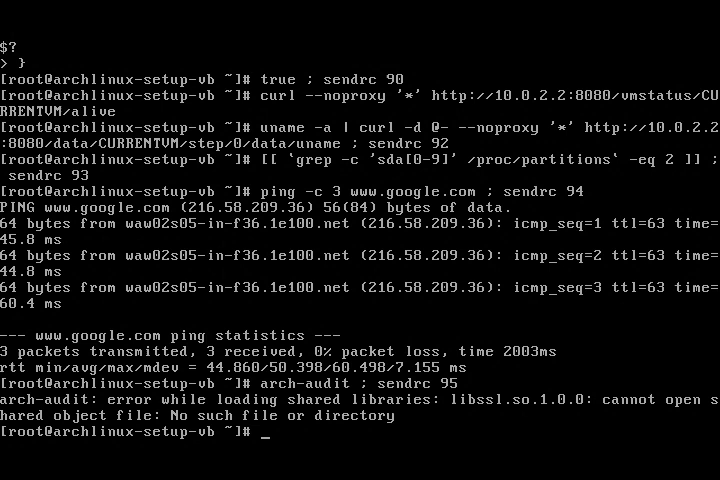 $?
> }
[root@archlinux-setup-vb ~]# true ; sendrc 90
[root@archlinux-setup-vb ~]# curl --noproxy '*' http://10.0.2.2:8080/vmstatus/CU
RRENTVM/alive
[root@archlinux-setup-vb ~]# uname -a | curl -d @- --noproxy '*' http://10.0.2.2
:8080/data/CURRENTVM/step/0/data/uname ; sendrc 92
[root@archlinux-setup-vb ~]# [[ `grep -c 'sda[0-9]' /proc/partitions` -eq 2 ]] ;
 sendrc 93
[root@archlinux-setup-vb ~]# ping -c 3 www.google.com ; sendrc 94
PING www.google.com (216.58.209.36) 56(84) bytes of data.
64 bytes from waw02s05-in-f36.1e100.net (216.58.209.36): icmp_seq=1 ttl=63 time=
45.8 ms
64 bytes from waw02s05-in-f36.1e100.net (216.58.209.36): icmp_seq=2 ttl=63 time=
44.8 ms
64 bytes from waw02s05-in-f36.1e100.net (216.58.209.36): icmp_seq=3 ttl=63 time=
60.4 ms

--- www.google.com ping statistics ---
3 packets transmitted, 3 received, 0% packet loss, time 2003ms
rtt min/avg/max/mdev = 44.860/50.398/60.498/7.155 ms
[root@archlinux-setup-vb ~]# arch-audit ; sendrc 95
arch-audit: error while loading shared libraries: libssl.so.1.0.0: cannot open s
hared object file: No such file or directory
[root@archlinux-setup-vb ~]# _